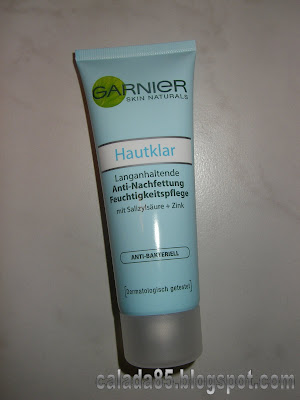 GARNIER
SKIN NATURALS
Hautklar
Langanhaltende
Anti-Nachfettung
Feuchtigkeitspflege
mit Salizylsäure + Zink
ANTI-BAKTERIELL
[dermatologisch getestet]
calada85.blogspot.com